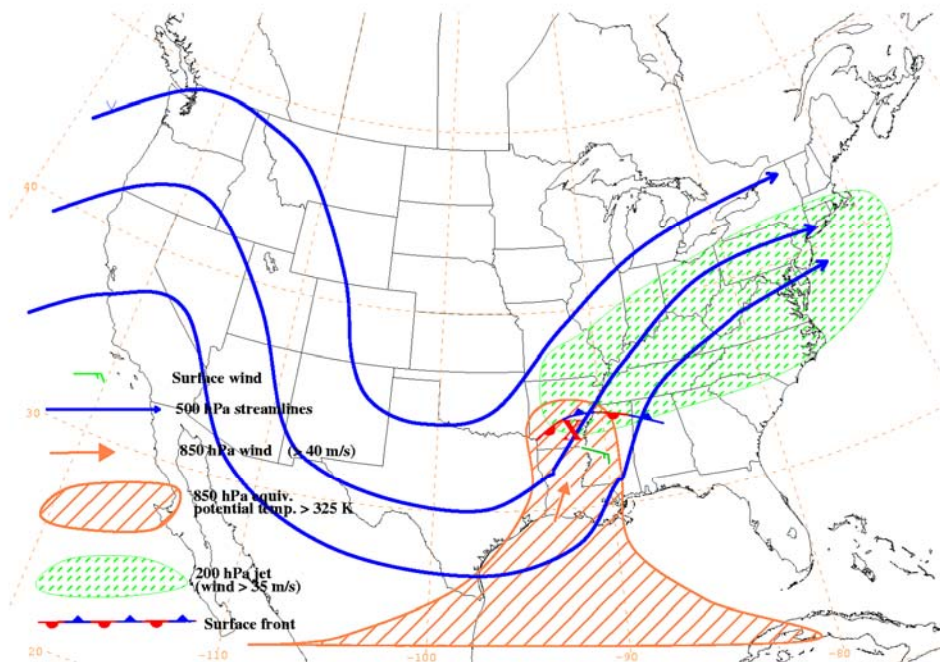 40
30
Surface wind
500 hPa streamlines
850 hPa wind (> 40 m/s)
850 hPa equiv.
potential temp. > 325 K
200 hPa jet
(wind > 35 m/s)
Surface front
X
20
-110
-100
-90
-80